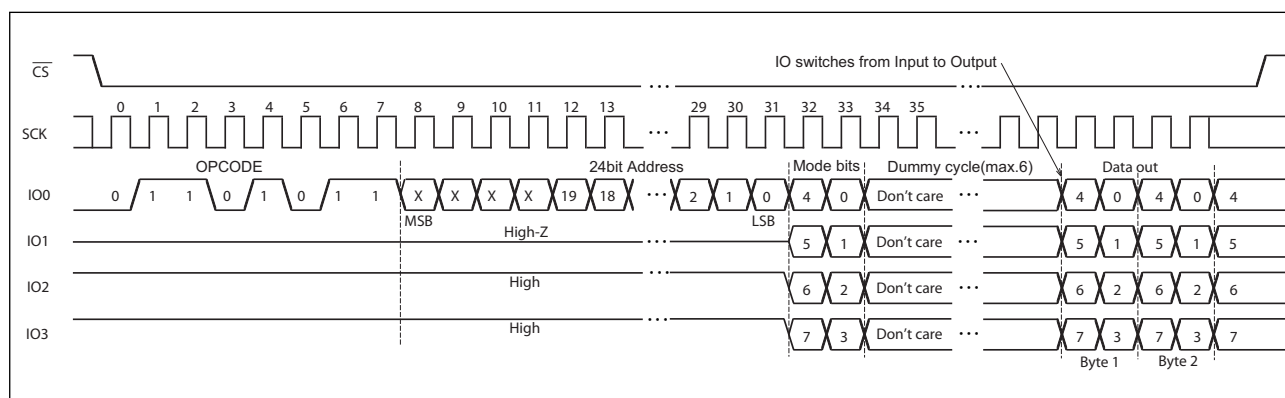 IO switches from Input to Output
CS
...
...
0 1 2 3 4 5 6 7 8 9 10 11 12 13 29 30 31 32 33 34 35
SCK
...
...
OPCODE 24bit Address Mode bits Dummy cycle(max.6) Data out
IO0 0 1 1 0 1 0 1 1 X X X X 19 18 ... 2 1 0 4 0 Don't care ... 4 0 4 0 4
MSB LSB
IO1 High-Z ... 5 1 Don't care ... 5 1 5 1 5
IO2 High ... 6 2 Don't care ... 6 2 6 2 6
IO3 High ... 7 3 Don't care ... 7 3 7 3 7
Byte 1 Byte 2